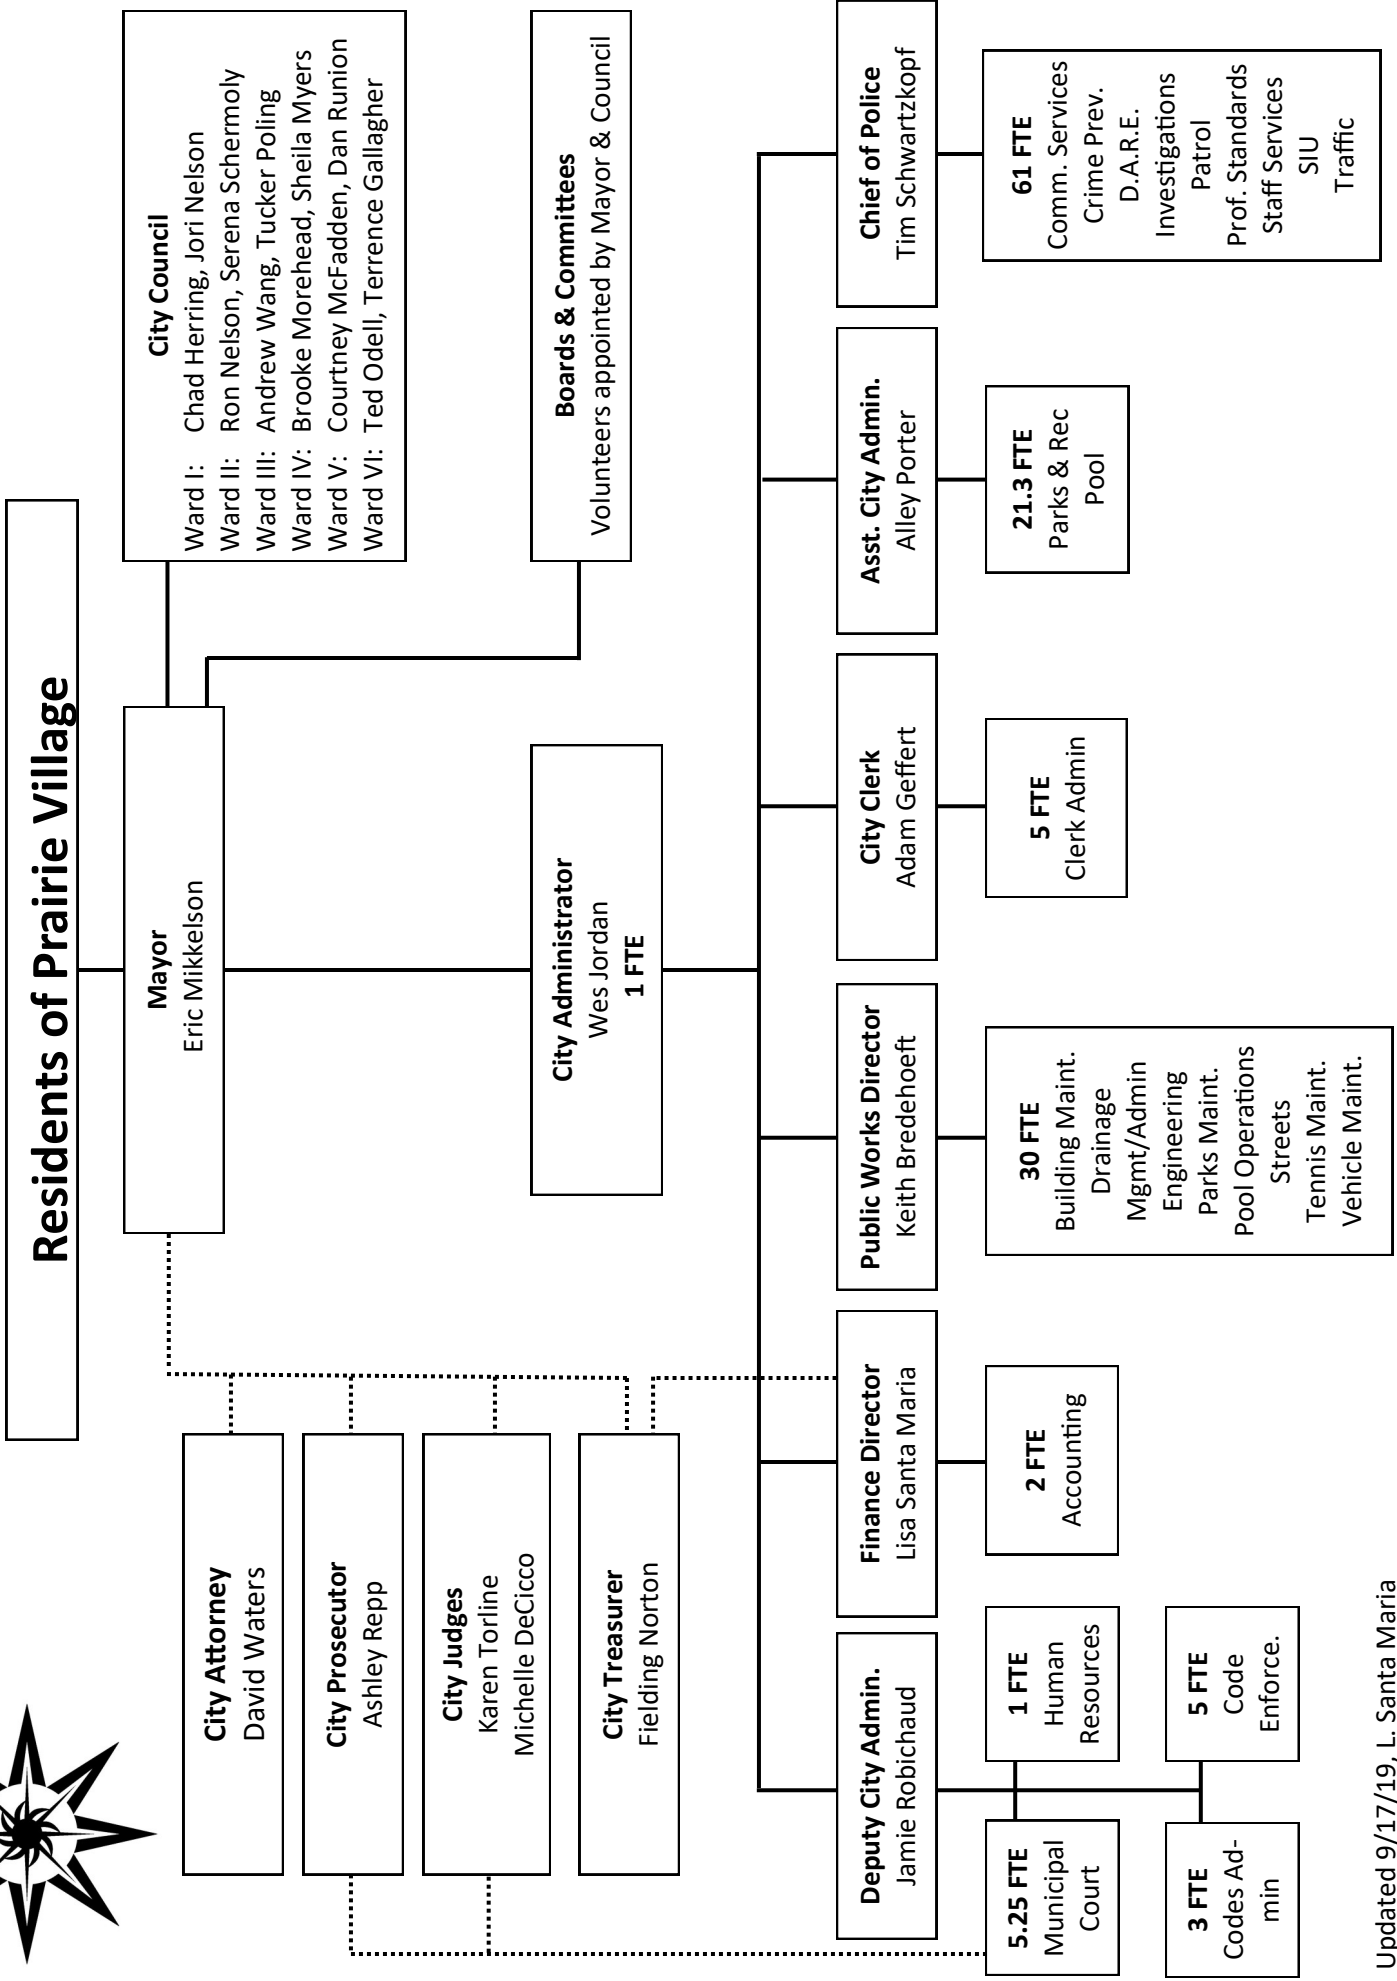 Residents of Prairie Village
Mayor
Eric Mikkelson
City Council
Ward I: Chad Herring, Jori Nelson
Ward II: Ron Nelson, Serena Schermoly
Ward III: Andrew Wang, Tucker Poling
Ward IV: Brooke Morehead, Sheila Myers
Ward V: Courtney McFadden, Dan Runion
Ward VI: Ted Odell, Terrence Gallagher
City Attorney
David Waters
City Prosecutor
Ashley Repp
City Judges
Karen Torline
Michelle DeCicco
City Treasurer
Fielding Norton
City Administrator
Wes Jordan
1 FTE
Boards & Committees
Volunteers appointed by Mayor & Council
Deputy City Admin.
Jamie Robichaud
Finance Director
Lisa Santa Maria
Public Works Director
Keith Bredehoeft
City Clerk
Adam Geffert
Asst. City Admin.
Alley Porter
Chief of Police
Tim Schwartzkopf
5.25 FTE
Municipal
Court
1 FTE
Human
Resources
3 FTE
Codes Ad-
min
5 FTE
Code
Enforce.
2 FTE
Accounting
30 FTE
Building Maint.
Drainage
Mgmt/Admin
Engineering
Parks Maint.
Pool Operations
Streets
Tennis Maint.
Vehicle Maint.
5 FTE
Clerk Admin
21.3 FTE
Parks & Rec
Pool
61 FTE
Comm. Services
Crime Prev.
D.A.R.E.
Investigations
Patrol
Prof. Standards
Staff Services
SIU
Traffic
Updated 9/17/19, L. Santa Maria